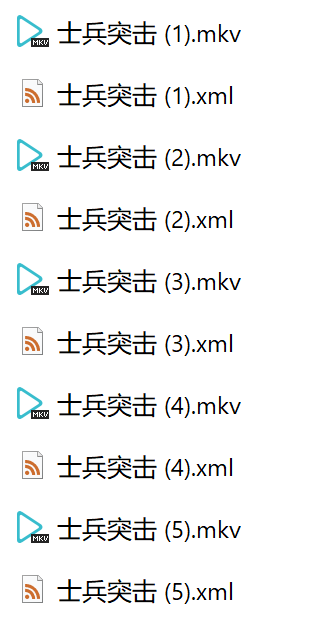 士兵突击 (1).mkv
士兵突击 (1).xml
士兵突击 (2).mkv
士兵突击 (2).xml
士兵突击 (3).mkv
士兵突击 (3).xml
士兵突击 (4).mkv
士兵突击 (4).xml
士兵突击 (5).mkv
士兵突击 (5).xml